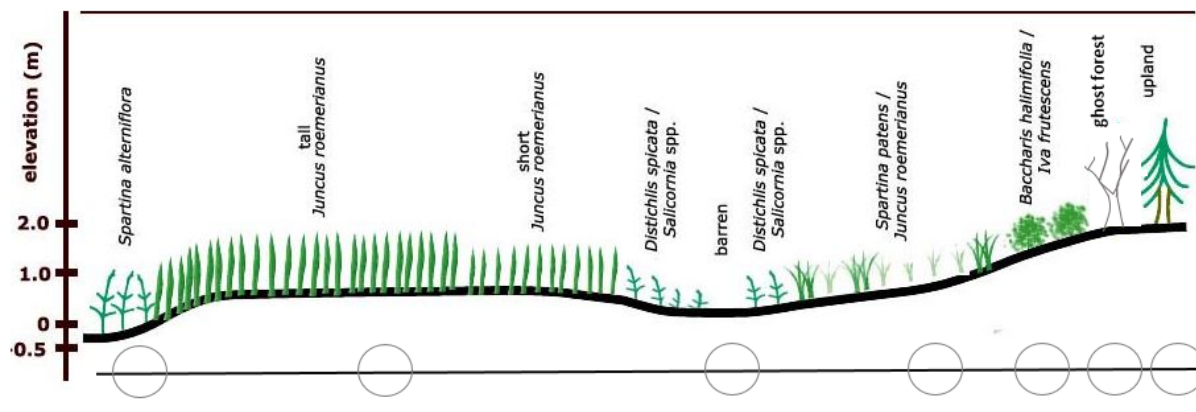 elevation (m)
2.0
1.0
0
-0.5
Spartina alterniflora
tall
Juncus roemerianus
short
Juncus roemerianus
Distichlis spicata /
Salicornia spp.
barren
Distichlis spicata /
Salicornia spp.
Spartina patens /
Juncus roemerianus
Baccharis halimifolia /
Iva frutescens
ghost forest
upland